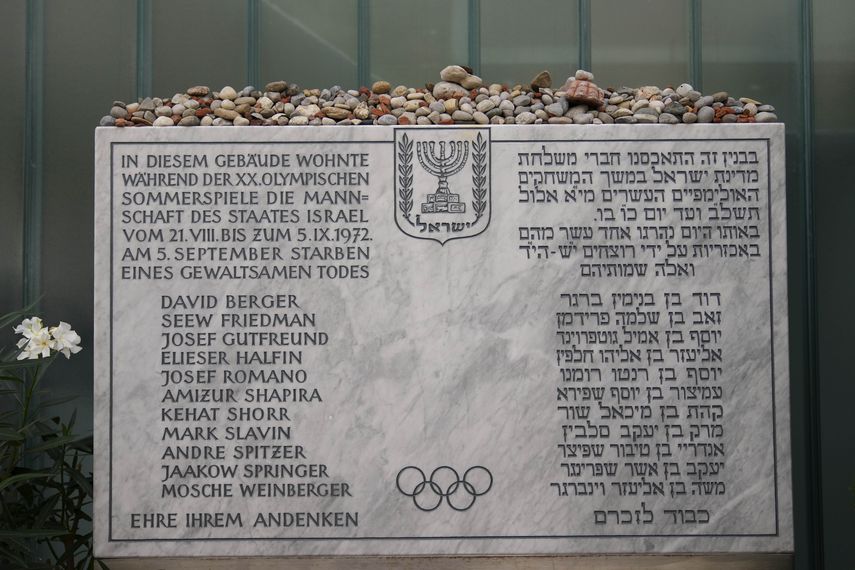 IN DIESEM GEBÄUDE WOHNTE
WÄHREND DER XX.OLYMPISCHEN
SOMMERSPIELE DIE MANN=
SCHAFT DES STAATES ISRAEL
VOM 21.VIII.BIS ZUM 5.IX.1972.
AM 5. SEPTEMBER STARBEN
EINES GEWALTSAMEN TODES
DAVID BERGER
SEEW FRIEDMAN
JOSEF GUTFREUND
ELIESER HALFIN
JOSEF ROMANO
AMIZUR SHAPIRA
KEHAT SHORR
MARK SLAVIN
ANDRE SPITZER
JAAKOW SPRINGER
MOSCHE WEINBERGER
EHRE IHREM ANDENKEN
ישראל
בבנין זה התאכסנו חברי משלחת
מדינת ישראל במשך המשחקים
האולימפיים העשרים מי״א אלול
תשל״ב ועד יום כ״ו בו.
באותו היום נהרגו אחד עשר מהם
באכזריות על ידי רוצחים י״ש-הי״ד
ואלה שמותיהם
דוד בן בנימין ברגר
זאב בן שלמה פרידמן
יוסף בן אמיל גוטפרוינד
אליעזר בן אליהו חלפין
יוסף בן רנטו רומנו
עמיצור בן יוסף שפירא
קהת בן מיכאל שור
מרק בן יעקב סלבין
אנדריי בן טיבור שפיצר
יעקב בן אשר שפרינגר
משה בן אליעזר וינברגר
כבוד לזכרם